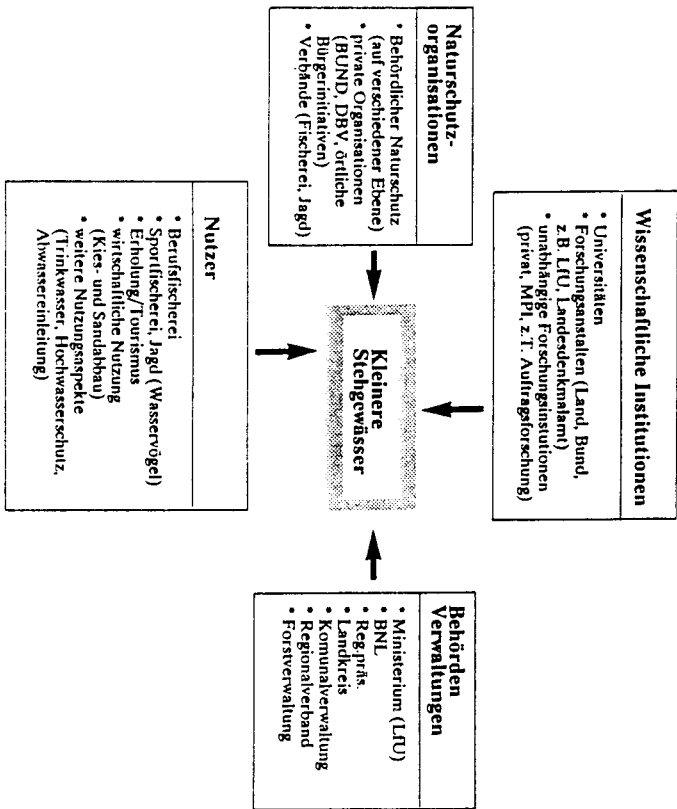 Wissenschaftliche Institutionen
• Universitäten
• Forschungsanstalten (Land, Bund,
z.B. LfU, Landesdenkmalamt)
• unabhängige Forschungsinstutionen
(privat, MPI, z.T. Auftragsforschung)
Naturschutz-
organisationen
• Behördlicher Naturschutz
(auf verschiedener Ebene)
• private Organisationen
(BUND, DBV, örtliche
Bürgerinitiativen)
• Verbände (Fischerei, Jagd)
Kleinere
Stehgewässer
Behörden
Verwaltungen
• Ministerium (LfU)
• BNL
• Reg.präs.
• Landkreis
• Komunalverwaltung
• Regionalverband
• Forstverwaltung
Nutzer
• Berufsfischerei
• Sportfischerei, Jagd (Wasservögel)
• Erholung/Tourismus
• wirtschaftliche Nutzung
(Kies- und Sandabbau)
• weitere Nutzungsaspekte
(Trinkwasser, Hochwasserschutz,
Abwassereinleitung)